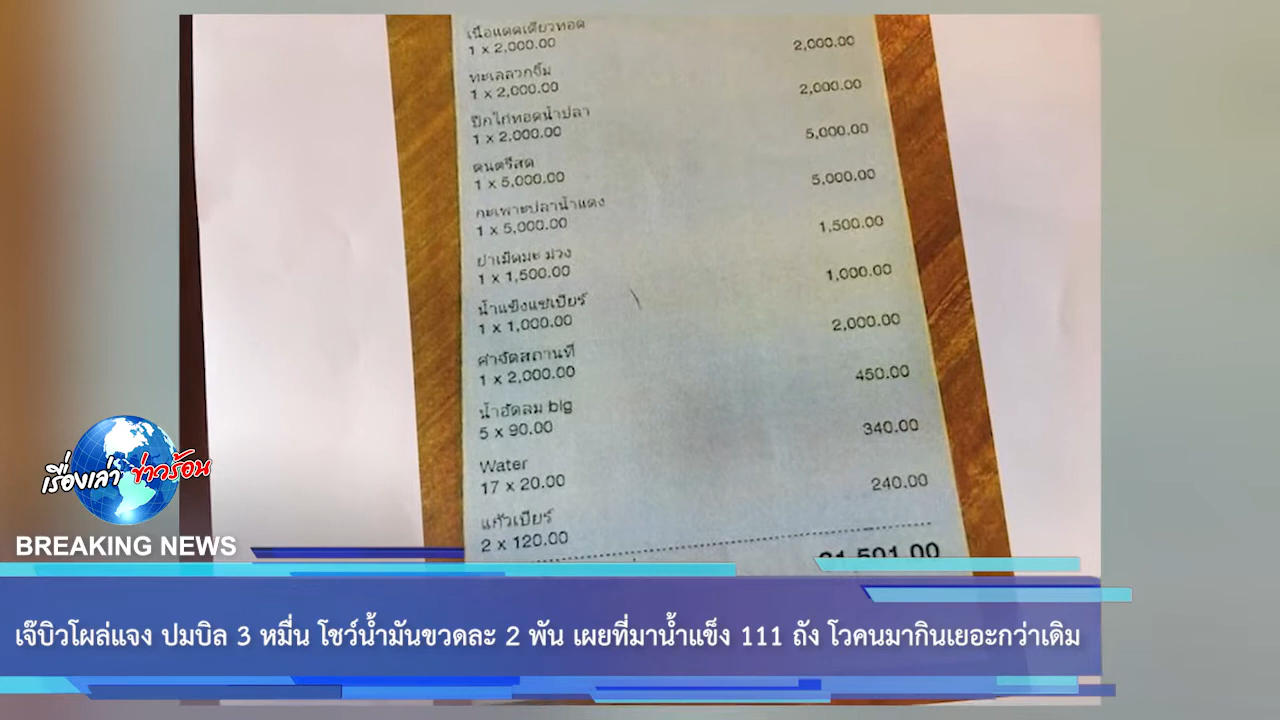 เนื้อแดดเดียวทอด
1 x 2,000.00 2,000.00
ทะเลลวกจิ้ม
1 x 2,000.00 2,000.00
ปีกไก่ทอดน้ำปลา
1 x 2,000.00 5,000.00
ดนตรีสด
1 x 5,000.00 5,000.00
กะเพาะปลาน้ำแดง
1 x 5,000.00 1,500.00
ยำเม็ดมะ ม่วง
1 x 1,500.00 1,000.00
น้ำแข็งแช่เบียร์
1 x 1,000.00 2,000.00
ค่าจัดสถานที่
1 x 2,000.00 450.00
น้ำอัดลม big
5 x 90.00 340.00
Water
17 x 20.00 240.00
แก้วเบียร์
2 x 120.00
31,501.00
เรื่องเล่า ข่าวร้อน
BREAKING NEWS
เจ๊บิวโผล่แจง ปมบิล 3 หมื่น โชว์น้ำมันขวดละ 2 พัน เผยที่มาน้ำแข็ง 111 ถัง โวคนมากินเยอะกว่าเดิม